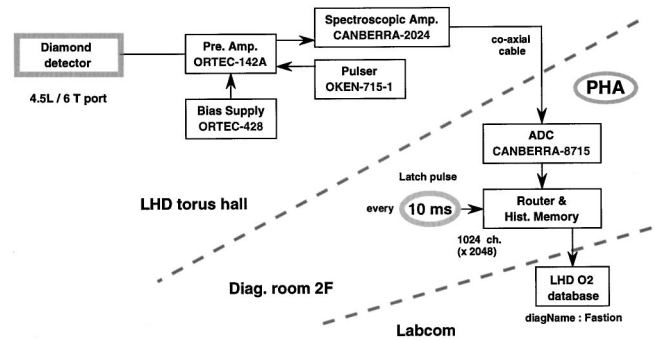 Diamond
detector
4.5L / 6 T port
Pre. Amp.
ORTEC-142A
Spectroscopic Amp.
CANBERRA-2024
Pulser
OKEN-715-1
Bias Supply
ORTEC-428
co-axial
cable
PHA
ADC
CANBERRA-8715
LHD torus hall
Latch pulse
every
10 ms
Router &
Hist. Memory
1024 ch.
(x 2048)
Diag. room 2F
LHD O2
database
diagName : Fastion
Labcom